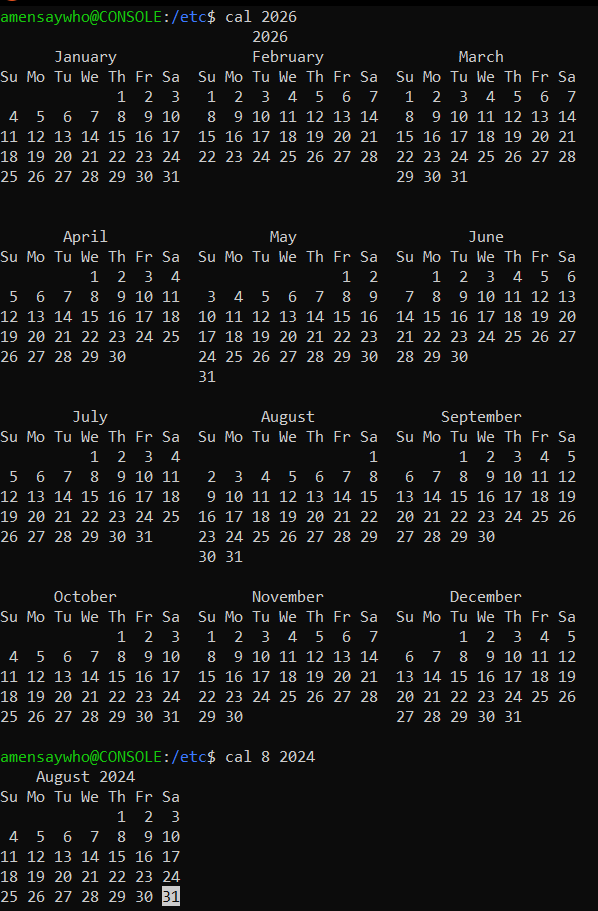 amensaywho@CONSOLE:/etc$ cal 2026
                            2026
      January               February               March
Su Mo Tu We Th Fr Sa  Su Mo Tu We Th Fr Sa  Su Mo Tu We Th Fr Sa
             1  2  3   1  2  3  4  5  6  7   1  2  3  4  5  6  7
 4  5  6  7  8  9 10   8  9 10 11 12 13 14   8  9 10 11 12 13 14
11 12 13 14 15 16 17  15 16 17 18 19 20 21  15 16 17 18 19 20 21
18 19 20 21 22 23 24  22 23 24 25 26 27 28  22 23 24 25 26 27 28
25 26 27 28 29 30 31                        29 30 31

       April                  May                   June
Su Mo Tu We Th Fr Sa  Su Mo Tu We Th Fr Sa  Su Mo Tu We Th Fr Sa
          1  2  3  4                  1  2      1  2  3  4  5  6
 5  6  7  8  9 10 11   3  4  5  6  7  8  9   7  8  9 10 11 12 13
12 13 14 15 16 17 18  10 11 12 13 14 15 16  14 15 16 17 18 19 20
19 20 21 22 23 24 25  17 18 19 20 21 22 23  21 22 23 24 25 26 27
26 27 28 29 30        24 25 26 27 28 29 30  28 29 30
                      31

        July                 August              September
Su Mo Tu We Th Fr Sa  Su Mo Tu We Th Fr Sa  Su Mo Tu We Th Fr Sa
          1  2  3  4                     1         1  2  3  4  5
 5  6  7  8  9 10 11   2  3  4  5  6  7  8   6  7  8  9 10 11 12
12 13 14 15 16 17 18   9 10 11 12 13 14 15  13 14 15 16 17 18 19
19 20 21 22 23 24 25  16 17 18 19 20 21 22  20 21 22 23 24 25 26
26 27 28 29 30 31     23 24 25 26 27 28 29  27 28 29 30
                      30 31

      October               November              December
Su Mo Tu We Th Fr Sa  Su Mo Tu We Th Fr Sa  Su Mo Tu We Th Fr Sa
             1  2  3   1  2  3  4  5  6  7         1  2  3  4  5
 4  5  6  7  8  9 10   8  9 10 11 12 13 14   6  7  8  9 10 11 12
11 12 13 14 15 16 17  15 16 17 18 19 20 21  13 14 15 16 17 18 19
18 19 20 21 22 23 24  22 23 24 25 26 27 28  20 21 22 23 24 25 26
25 26 27 28 29 30 31  29 30                 27 28 29 30 31

amensaywho@CONSOLE:/etc$ cal 8 2024
    August 2024
Su Mo Tu We Th Fr Sa
             1  2  3
 4  5  6  7  8  9 10
11 12 13 14 15 16 17
18 19 20 21 22 23 24
25 26 27 28 29 30 31